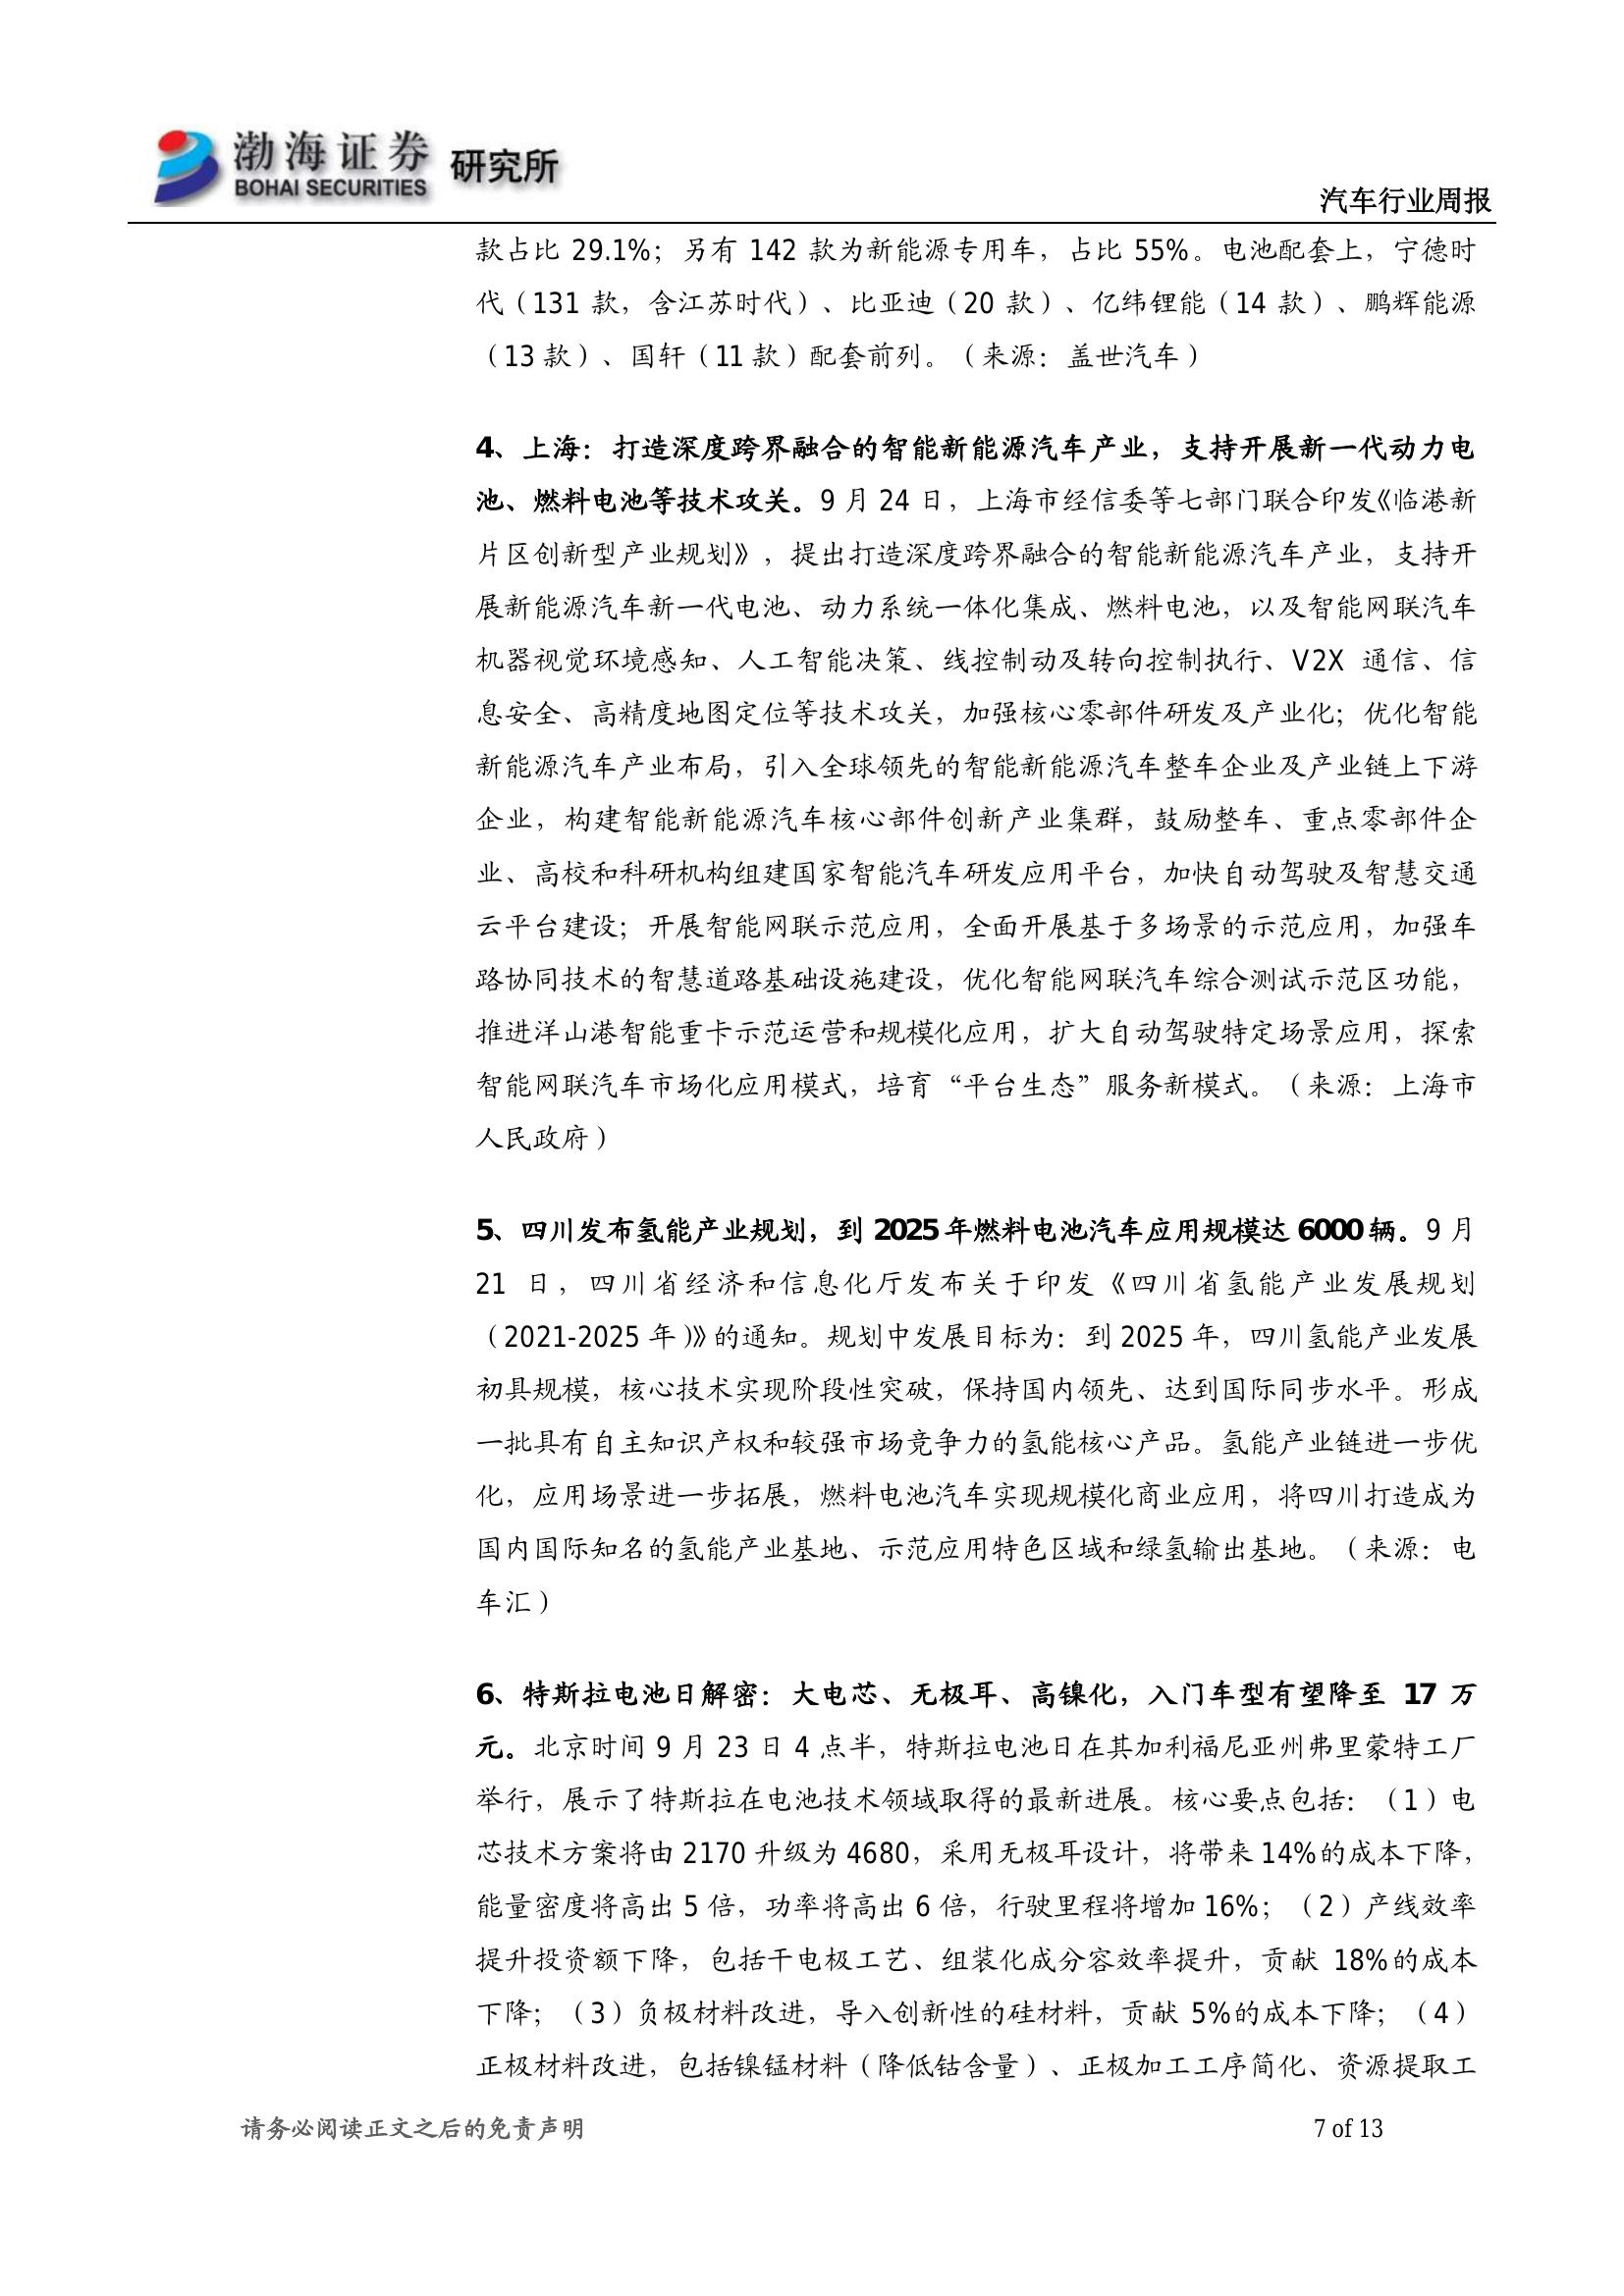 渤海证券
BOHAI SECURITIES
研究所
汽车行业周报
款占比 29.1%；另有 142 款为新能源专用车，占比 55%。电池配套上，宁德时
代（131 款，含江苏时代）、比亚迪（20 款）、亿纬锂能（14 款）、鹏辉能源
（13 款）、国轩（11 款）配套前列。（来源：盖世汽车）
4、上海：打造深度跨界融合的智能新能源汽车产业，支持开展新一代动力电
池、燃料电池等技术攻关。9 月 24 日，上海市经信委等七部门联合印发《临港新
片区创新型产业规划》，提出打造深度跨界融合的智能新能源汽车产业，支持开
展新能源汽车新一代电池、动力系统一体化集成、燃料电池，以及智能网联汽车
机器视觉环境感知、人工智能决策、线控制动及转向控制执行、V2X 通信、信
息安全、高精度地图定位等技术攻关，加强核心零部件研发及产业化；优化智能
新能源汽车产业布局，引入全球领先的智能新能源汽车整车企业及产业链上下游
企业，构建智能新能源汽车核心部件创新产业集群，鼓励整车、重点零部件企
业、高校和科研机构组建国家智能汽车研发应用平台，加快自动驾驶及智慧交通
云平台建设；开展智能网联示范应用，全面开展基于多场景的示范应用，加强车
路协同技术的智慧道路基础设施建设，优化智能网联汽车综合测试示范区功能，
推进洋山港智能重卡示范运营和规模化应用，扩大自动驾驶特定场景应用，探索
智能网联汽车市场化应用模式，培育“平台生态”服务新模式。（来源：上海市
人民政府）
5、四川发布氢能产业规划，到 2025 年燃料电池汽车应用规模达 6000 辆。9 月
21 日，四川省经济和信息化厅发布关于印发《四川省氢能产业发展规划
（2021-2025 年）》的通知。规划中发展目标为：到 2025 年，四川氢能产业发展
初具规模，核心技术实现阶段性突破，保持国内领先、达到国际同步水平。形成
一批具有自主知识产权和较强市场竞争力的氢能核心产品。氢能产业链进一步优
化，应用场景进一步拓展，燃料电池汽车实现规模化商业应用，将四川打造成为
国内国际知名的氢能产业基地、示范应用特色区域和绿氢输出基地。（来源：电
车汇）
6、特斯拉电池日解密：大电芯、无极耳、高镍化，入门车型有望降至 17 万
元。北京时间 9 月 23 日 4 点半，特斯拉电池日在其加利福尼亚州弗里蒙特工厂
举行，展示了特斯拉在电池技术领域取得的最新进展。核心要点包括：（1）电
芯技术方案将由 2170 升级为 4680，采用无极耳设计，将带来 14%的成本下降，
能量密度将高出 5 倍，功率将高出 6 倍，行驶里程将增加 16%；（2）产线效率
提升投资额下降，包括干电极工艺、组装化成分容效率提升，贡献 18%的成本
下降；（3）负极材料改进，导入创新性的硅材料，贡献 5%的成本下降；（4）
正极材料改进，包括镍锰材料（降低钴含量）、正极加工工序简化、资源提取工
请务必阅读正文之后的免责声明
7 of 13